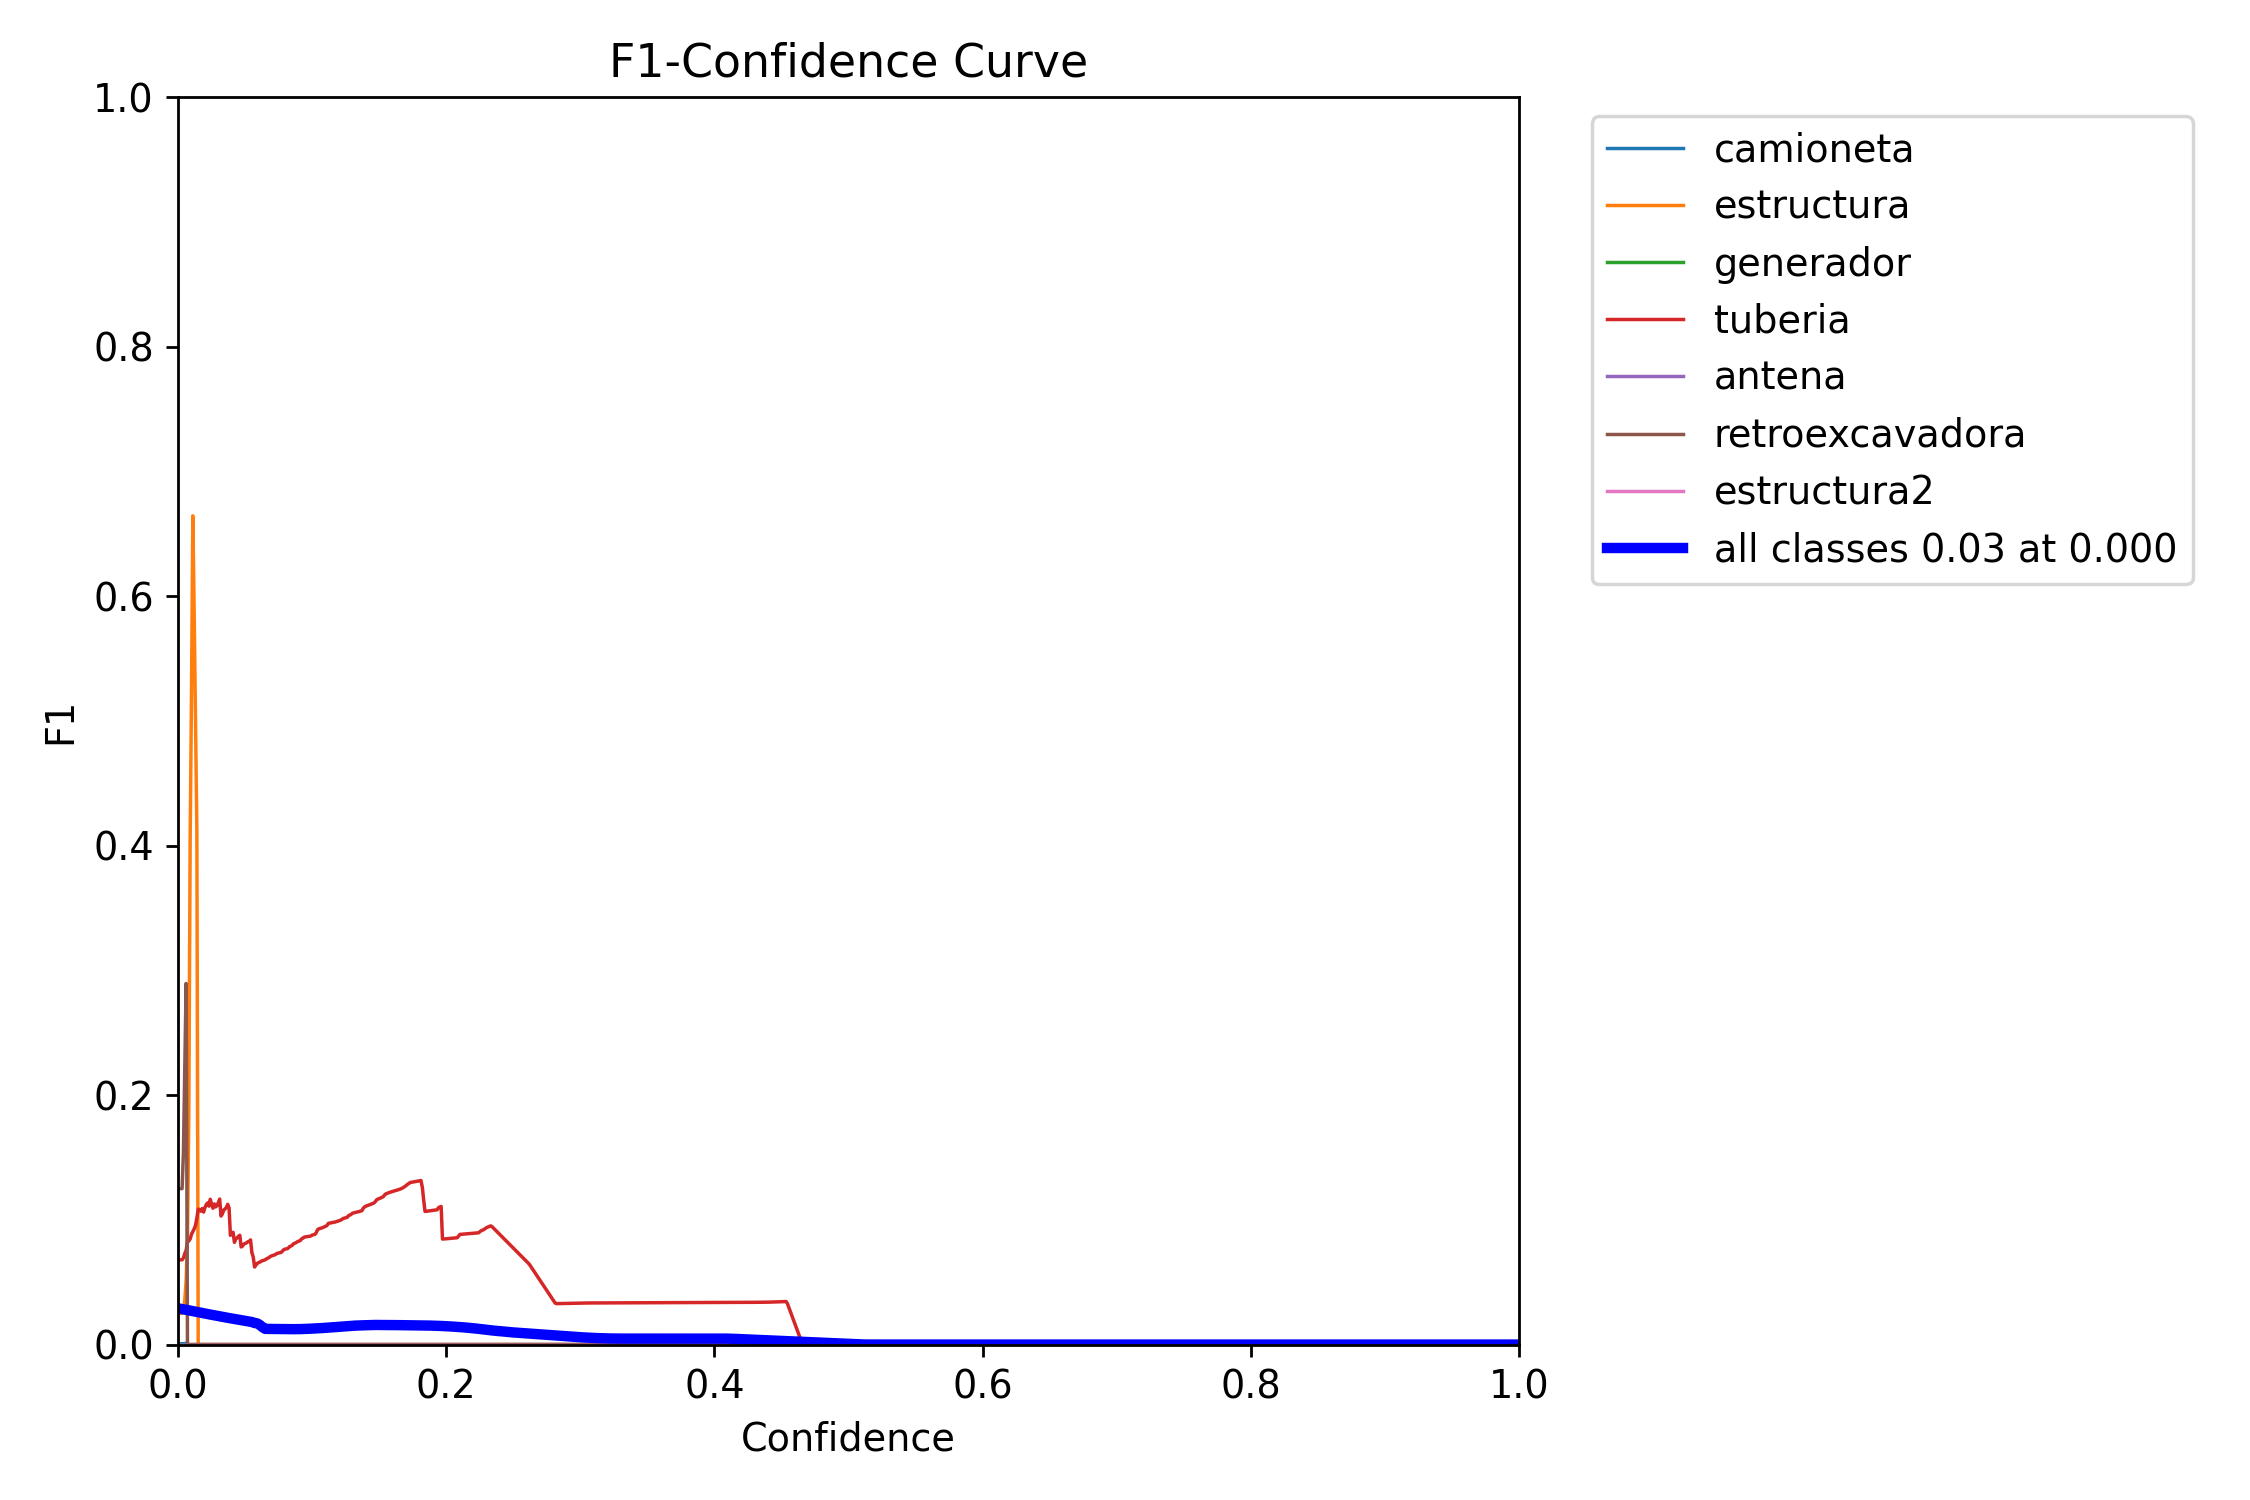 F1-Confidence Curve
1.0
0.8
0.6
0.4
0.2
0.0
F1
0.0 0.2 0.4 0.6 0.8 1.0
Confidence
camioneta
estructura
generador
tuberia
antena
retroexcavadora
estructura2
all classes 0.03 at 0.000